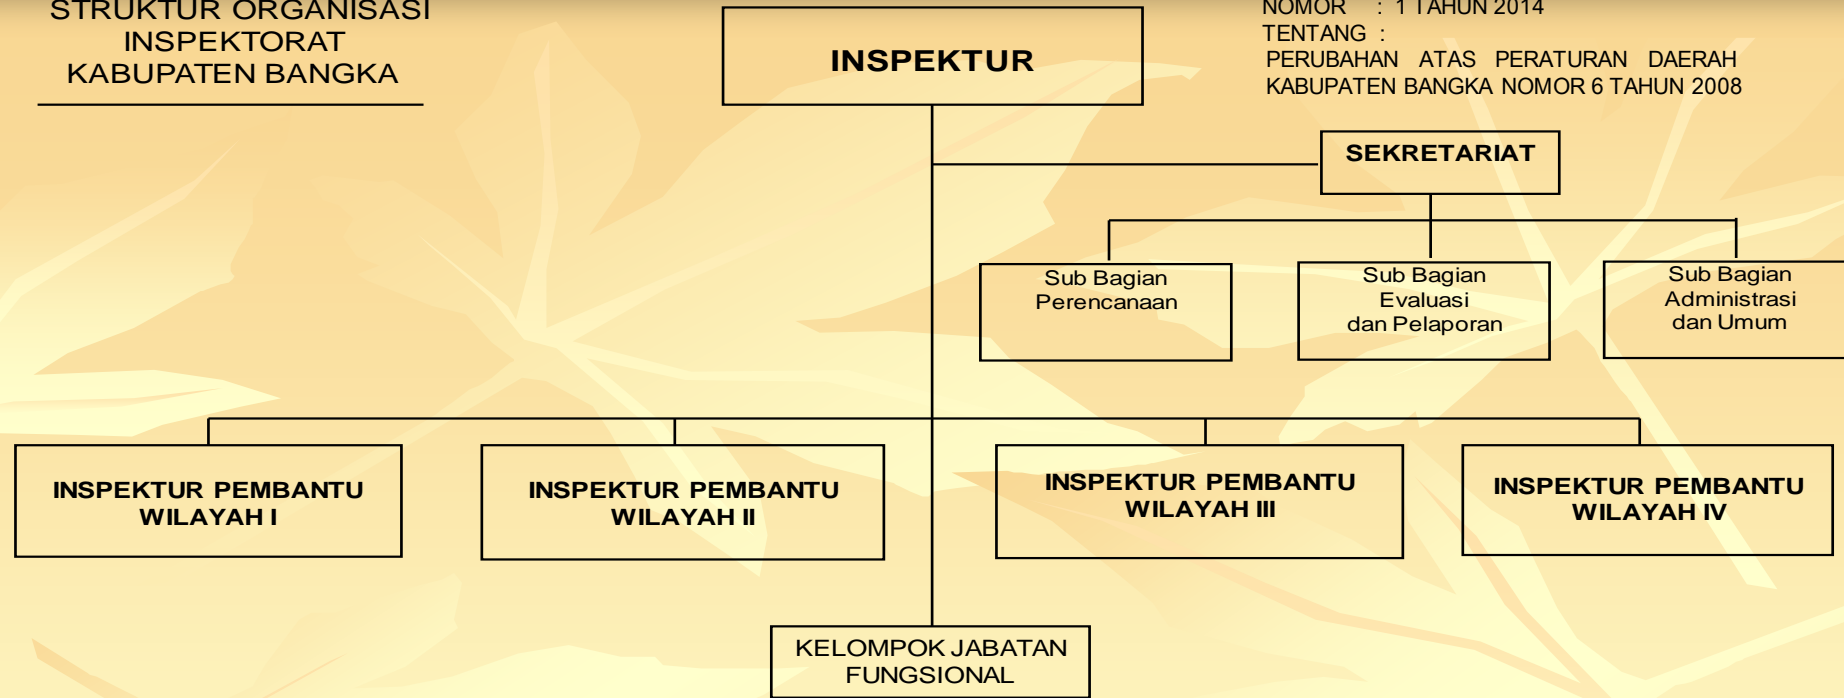 STRUKTUR ORGANISASI
INSPEKTORAT
KABUPATEN BANGKA
NOMOR : 1 TAHUN 2014
TENTANG :
PERUBAHAN ATAS PERATURAN DAERAH
KABUPATEN BANGKA NOMOR 6 TAHUN 2008
INSPEKTUR
SEKRETARIAT
Sub Bagian
Perencanaan
Sub Bagian
Evaluasi
dan Pelaporan
Sub Bagian
Administrasi
dan Umum
INSPEKTUR PEMBANTU
WILAYAH I
INSPEKTUR PEMBANTU
WILAYAH II
INSPEKTUR PEMBANTU
WILAYAH III
INSPEKTUR PEMBANTU
WILAYAH IV
KELOMPOK JABATAN
FUNGSIONAL